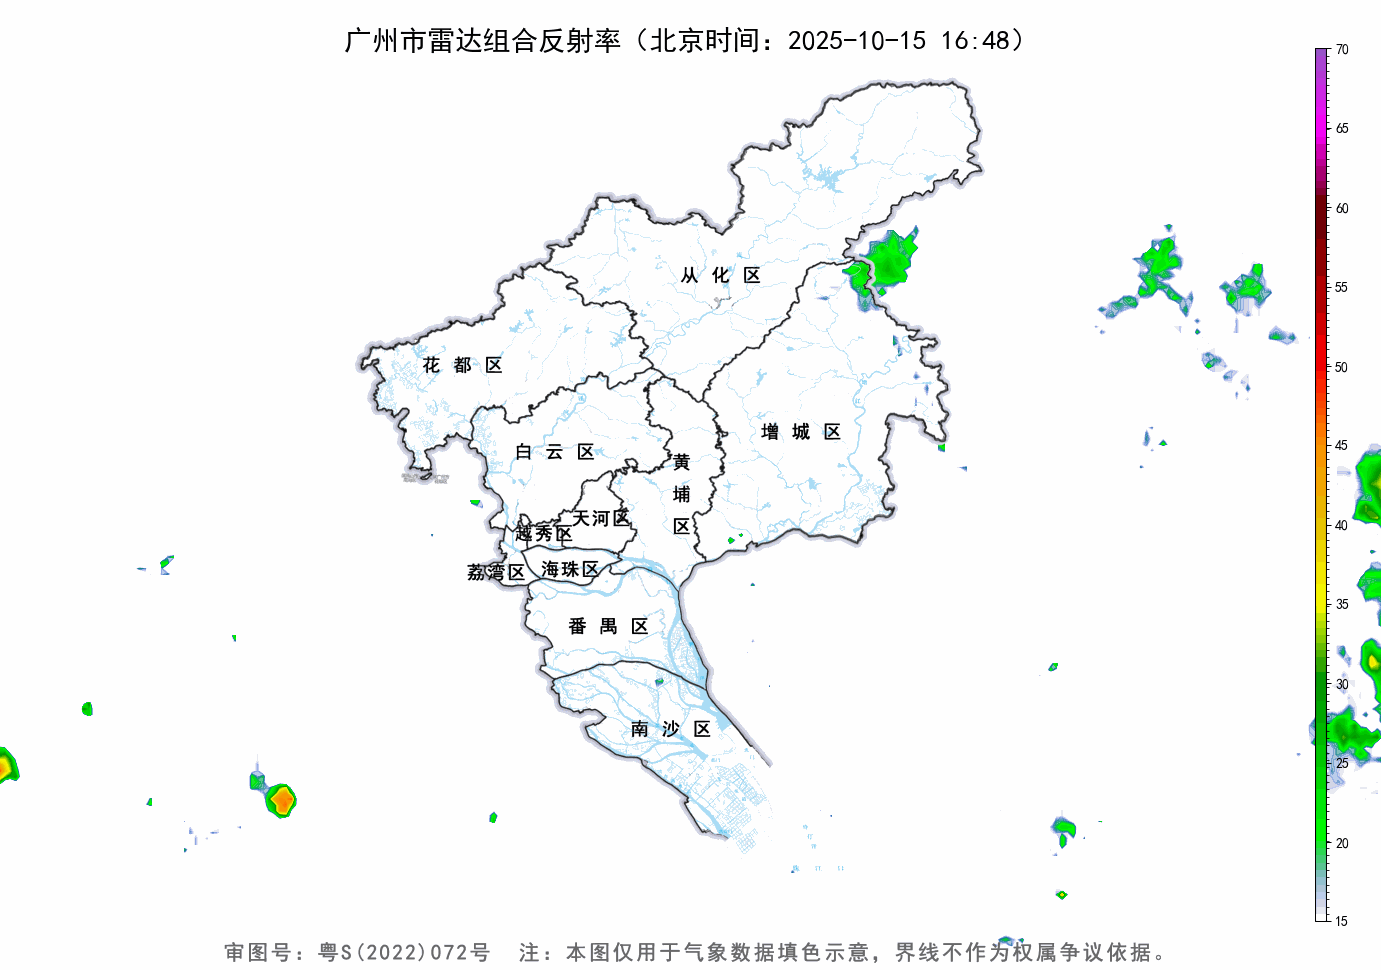 广州市雷达组合反射率（北京时间：2025-10-15 16:48）
70
65
60
55
50
45
40
35
30
25
20
15
从化区
花都区
增城区
白云区
黄埔区
天河区
越秀区
海珠区
荔湾区
番禺区
南沙区
审图号：粤S(2022)072号 注：本图仅用于气象数据填色示意，界线不作为权属争议依据。